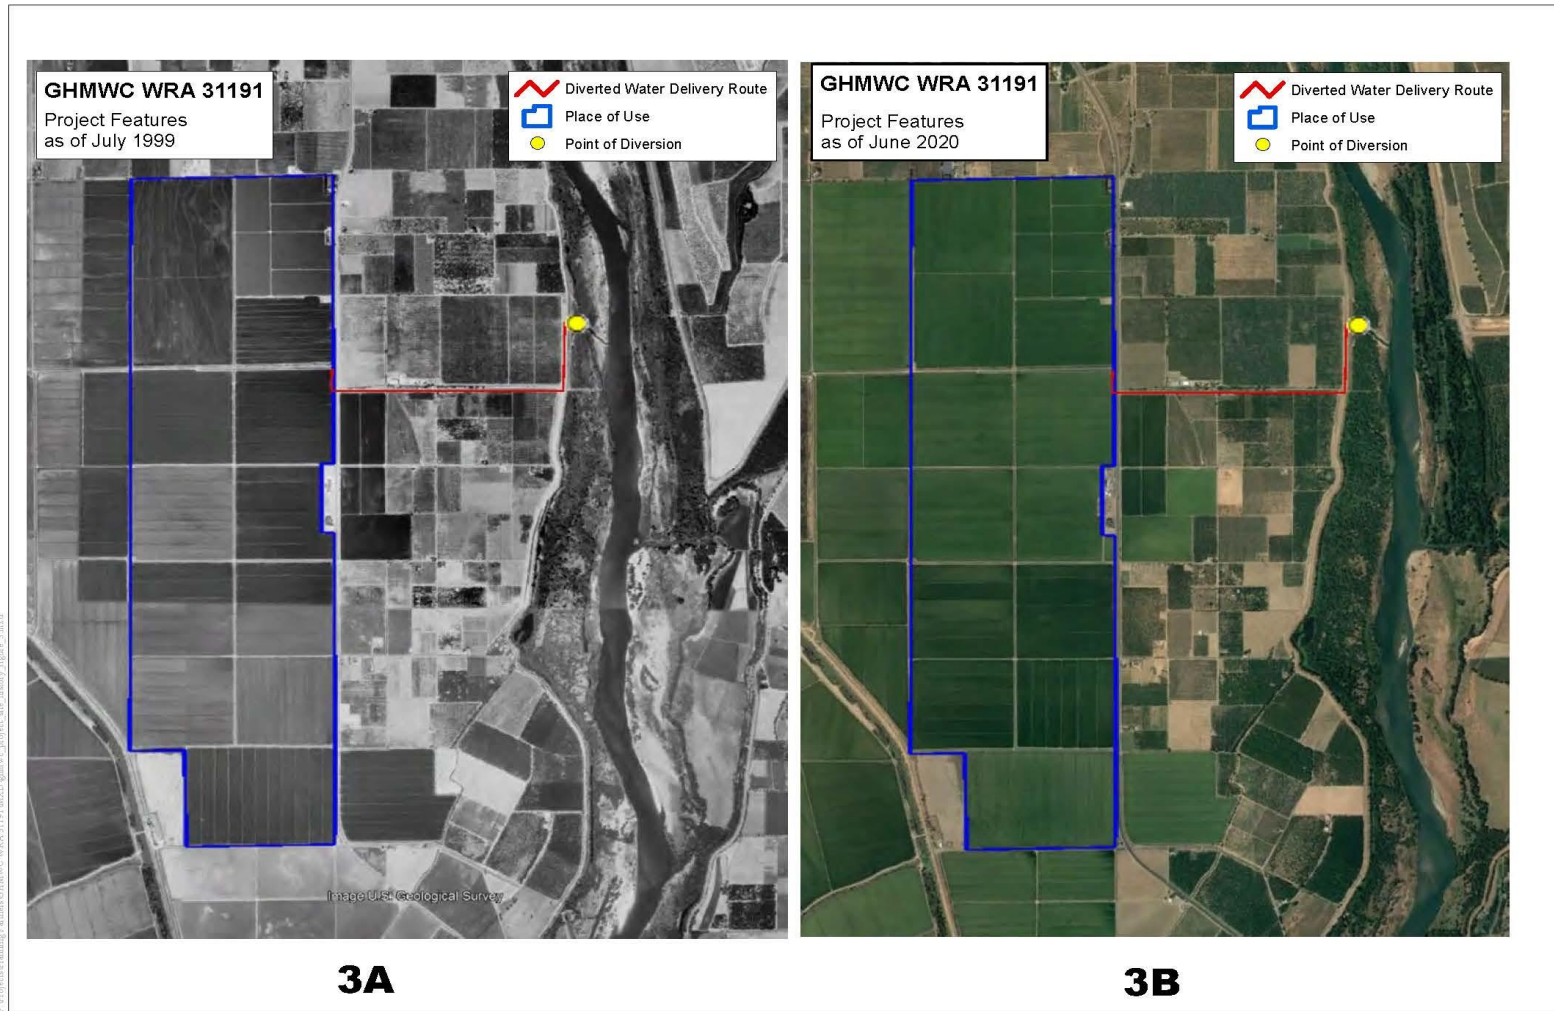 GHMWC WRA 31191
Project Features
as of July 1999
Diverted Water Delivery Route
Place of Use
Point of Diversion
Image U.S. Geological Survey
3A
GHMWC WRA 31191
Project Features
as of June 2020
Diverted Water Delivery Route
Place of Use
Point of Diversion
3B